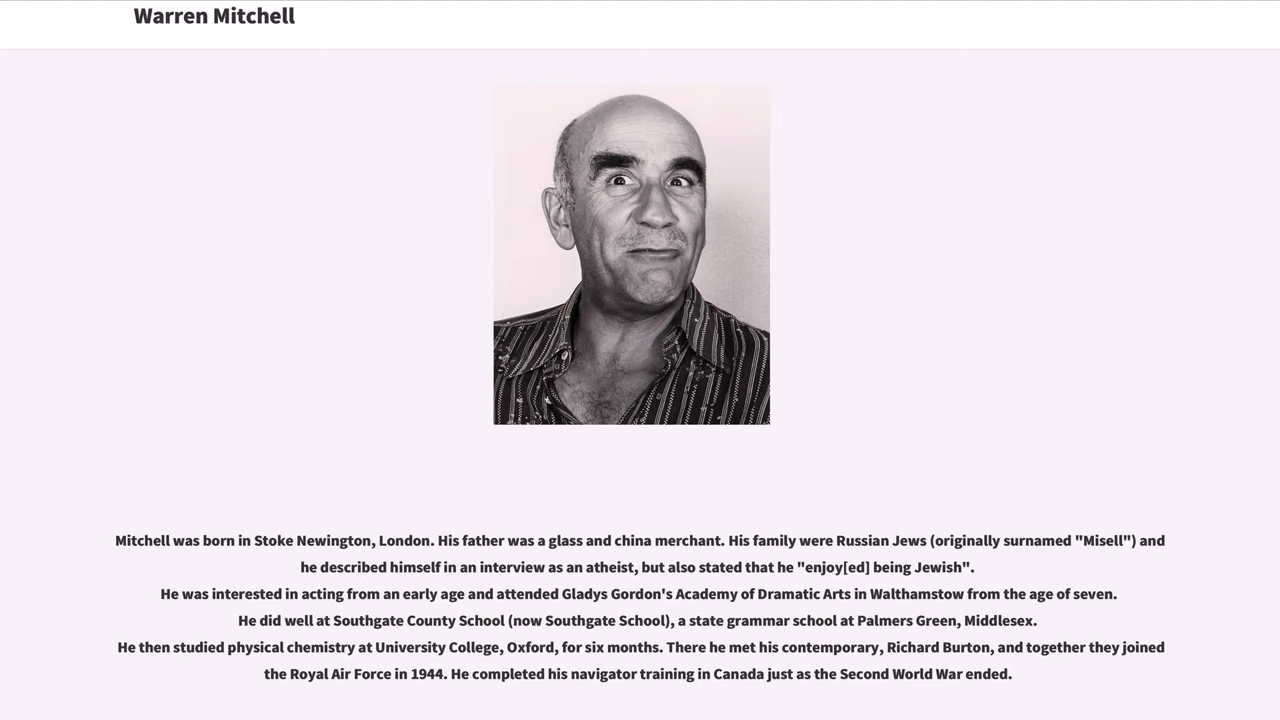 Warren Mitchell
Mitchell was born in Stoke Newington, London. His father was a glass and china merchant. His family were Russian Jews (originally surnamed "Misell") and
he described himself in an interview as an atheist, but also stated that he "enjoy[ed] being Jewish".
He was interested in acting from an early age and attended Gladys Gordon's Academy of Dramatic Arts in Walthamstow from the age of seven.
He did well at Southgate County School (now Southgate School), a state grammar school at Palmers Green, Middlesex.
He then studied physical chemistry at University College, Oxford, for six months. There he met his contemporary, Richard Burton, and together they joined
the Royal Air Force in 1944. He completed his navigator training in Canada just as the Second World War ended.